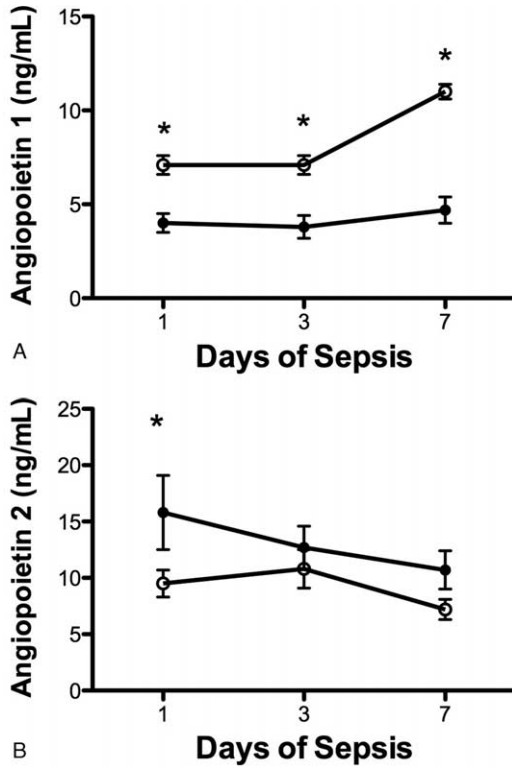 15
*
*
*
10
5
0
Angiopoietin 1 (ng/mL)
1 3 7
A
Days of Sepsis
25
*
20
15
10
5
0
Angiopoietin 2 (ng/mL)
1 3 7
B
Days of Sepsis